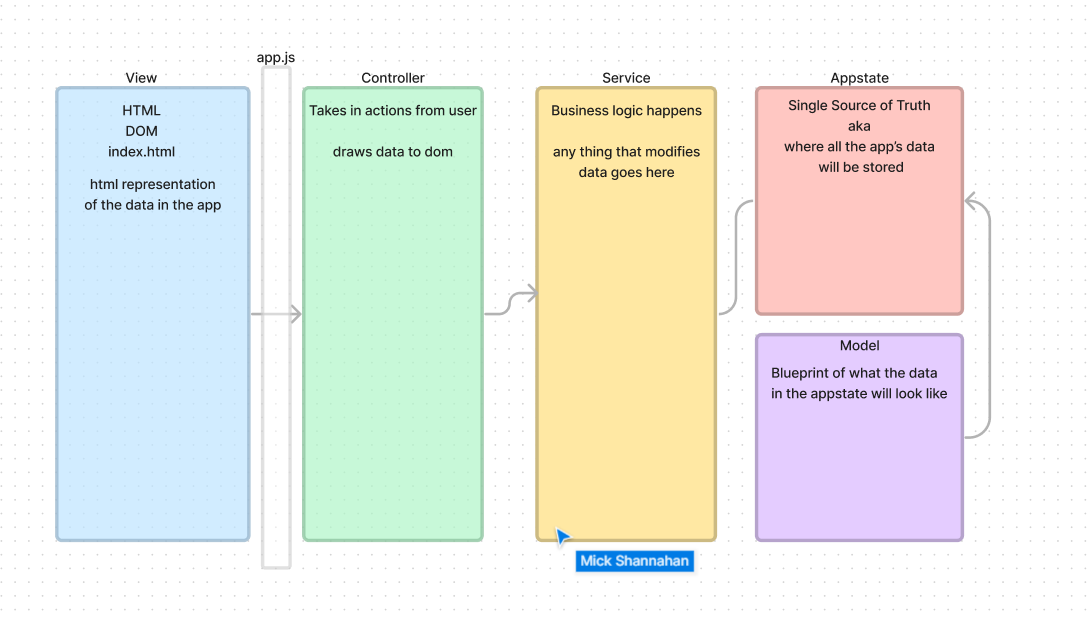 app.js
View
HTML
DOM
index.html
html representation
of the data in the app
Controller
Takes in actions from user
draws data to dom
Service
Business logic happens
any thing that modifies
data goes here
Appstate
Single Source of Truth
aka
where all the app’s data
will be stored
Model
Blueprint of what the data
in the appstate will look like
Mick Shannahan